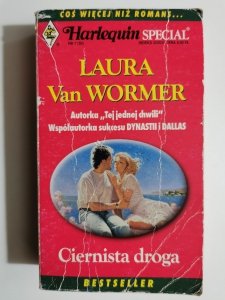 COŚ WIĘCEJ NIŻ ROMANS...
Harlequin SPECIAL
LAURA
Van WORMER
Autorka „Tej jednej chwili”
Współautorka sukcesu DYNASTII i DALLAS
Ciernista droga
BESTSELLER